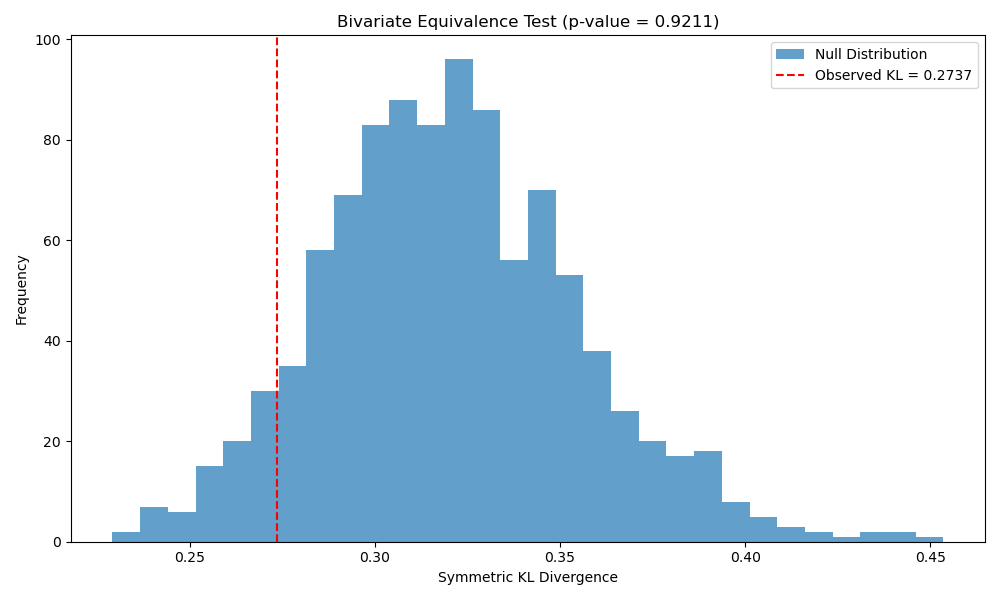 Bivariate Equivalence Test (p-value = 0.9211)
Null Distribution
Observed KL = 0.2737
Frequency
100
80
60
40
20
0
0.25 0.30 0.35 0.40 0.45
Symmetric KL Divergence